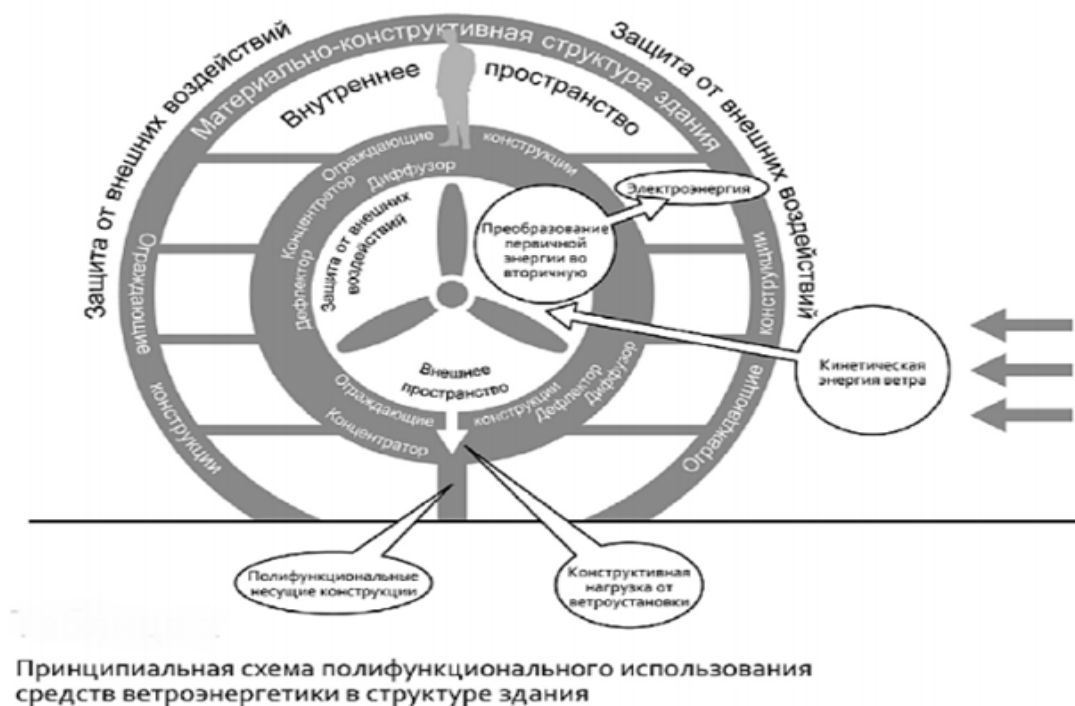 Защита от внешних воздействий
Материально-конструктивная структура здания
Защита от внешних воздействий
Внутреннее пространство
Ограждающие конструкции
Концентратор Диффузор
Дефлектор
Защита от внешних
воздействий
Преобразование
первичной
энергии во
вторичную
Электроэнергия
Ограждающие конструкции
Ограждающие конструкции
Кинетическая
энергия ветра
Внешнее
пространство
Ограждающие конструкции
Концентратор
Дефлектор
Диффузор
Полифункциональные
несущие конструкции
Конструктивная
нагрузка от
ветроустановки
Принципиальная схема полифункционального использования
средств ветроэнергетики в структуре здания